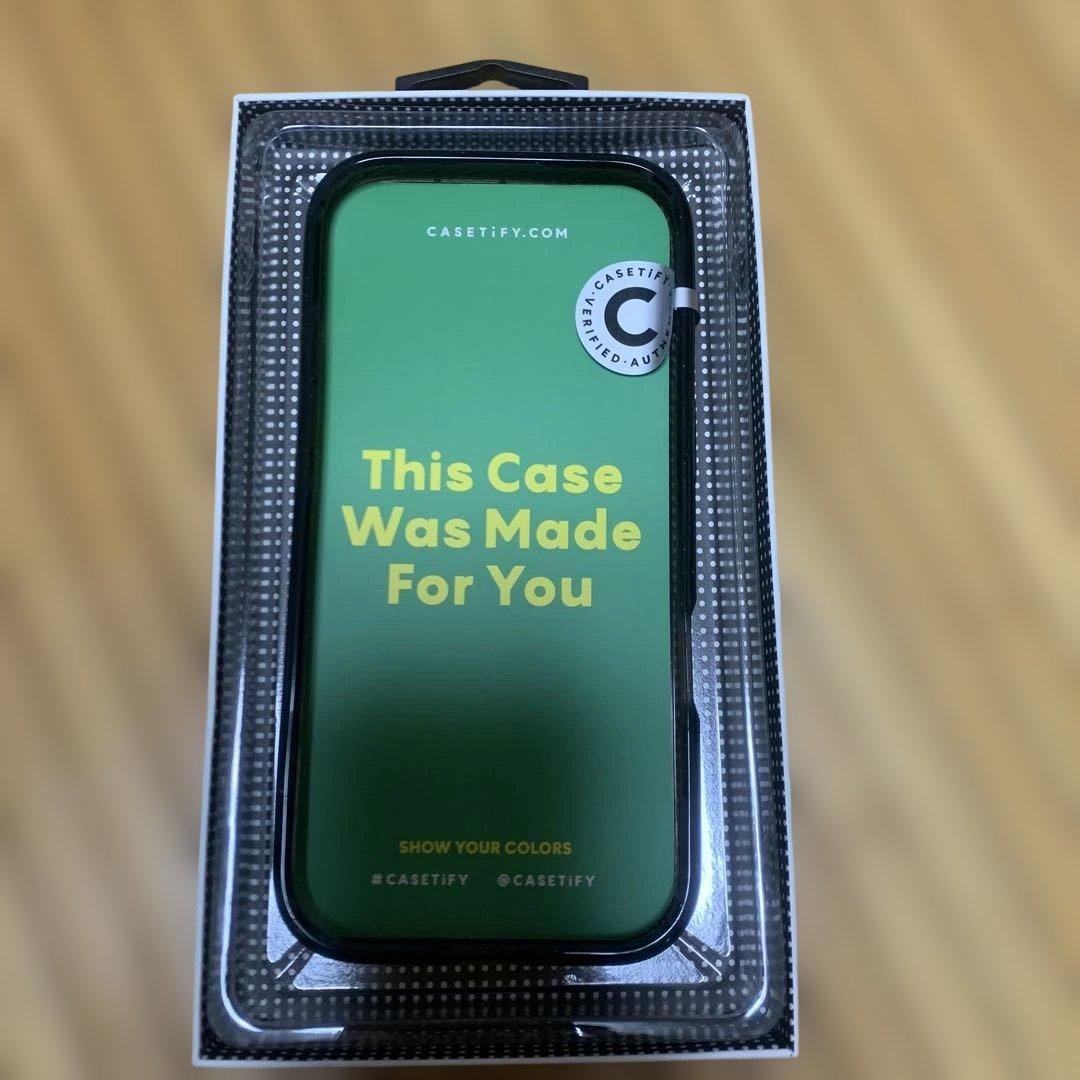 CASETiFY.COM
CASETiFY
VERIFIED · AUTHE
C
This Case
Was Made
For You
SHOW YOUR COLORS
#CASETiFY @CASETiFY